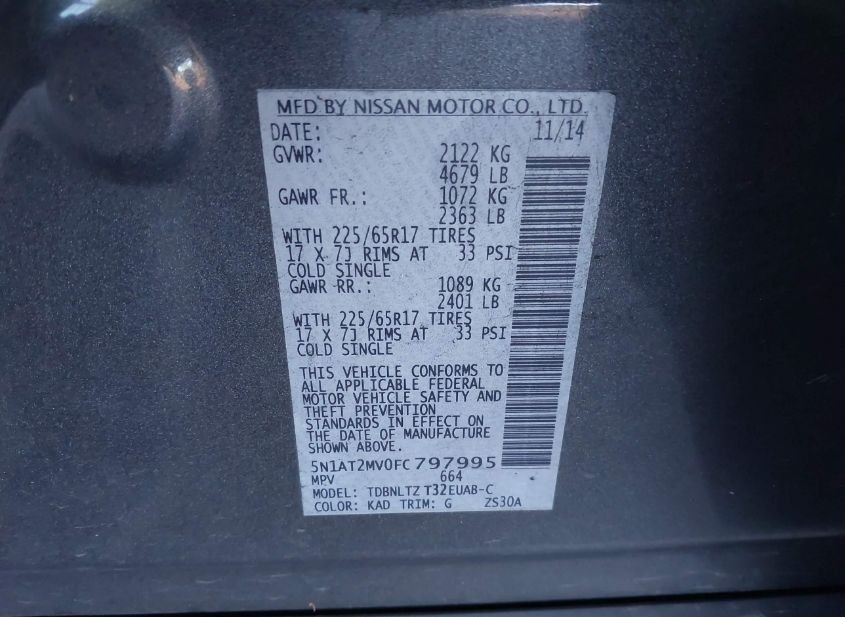 MFD BY NISSAN MOTOR CO., LTD.
DATE: 11/14
GVWR: 2122 KG
4679 LB
GAWR FR.: 1072 KG
2363 LB
WITH 225/65R17 TIRES
17 X 7J RIMS AT 33 PSI
COLD SINGLE
GAWR RR.: 1089 KG
2401 LB
WITH 225/65R17 TIRES
17 X 7J RIMS AT 33 PSI
COLD SINGLE
THIS VEHICLE CONFORMS TO
ALL APPLICABLE FEDERAL
MOTOR VEHICLE SAFETY AND
THEFT PREVENTION
STANDARDS IN EFFECT ON
THE DATE OF MANUFACTURE
SHOWN ABOVE.
5N1AT2MV0FC797995
MPV 664
MODEL: TDBNLTZ T32EUAB-C
COLOR: KAD TRIM: G ZS30A